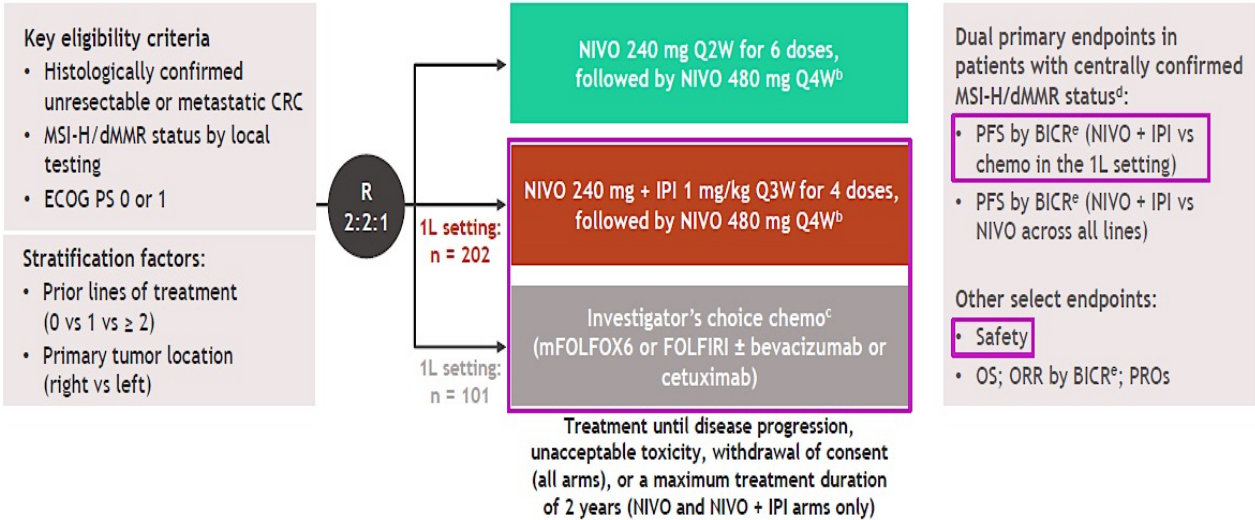 Key eligibility criteria
• Histologically confirmed
unresectable or metastatic CRC
• MSI-H/dMMR status by local
testing
• ECOG PS 0 or 1
Stratification factors:
• Prior lines of treatment
(0 vs 1 vs ≥ 2)
• Primary tumor location
(right vs left)
R
2:2:1
NIVO 240 mg Q2W for 6 doses,
followed by NIVO 480 mg Q4Wᵇ
1L setting:
n = 202
NIVO 240 mg + IPI 1 mg/kg Q3W for 4 doses,
followed by NIVO 480 mg Q4Wᵇ
1L setting:
n = 101
Investigator's choice chemoᶜ
(mFOLFOX6 or FOLFIRI ± bevacizumab or
cetuximab)
Treatment until disease progression,
unacceptable toxicity, withdrawal of consent
(all arms), or a maximum treatment duration
of 2 years (NIVO and NIVO + IPI arms only)
Dual primary endpoints in
patients with centrally confirmed
MSI-H/dMMR statusᵈ:
• PFS by BICRᵉ (NIVO + IPI vs
chemo in the 1L setting)
• PFS by BICRᵉ (NIVO + IPI vs
NIVO across all lines)
Other select endpoints:
• Safety
• OS; ORR by BICRᵉ; PROs